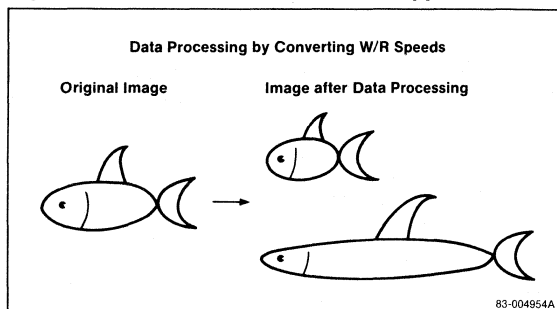 Data Processing by Converting W/R Speeds
Original Image
Image after Data Processing
83-004954A